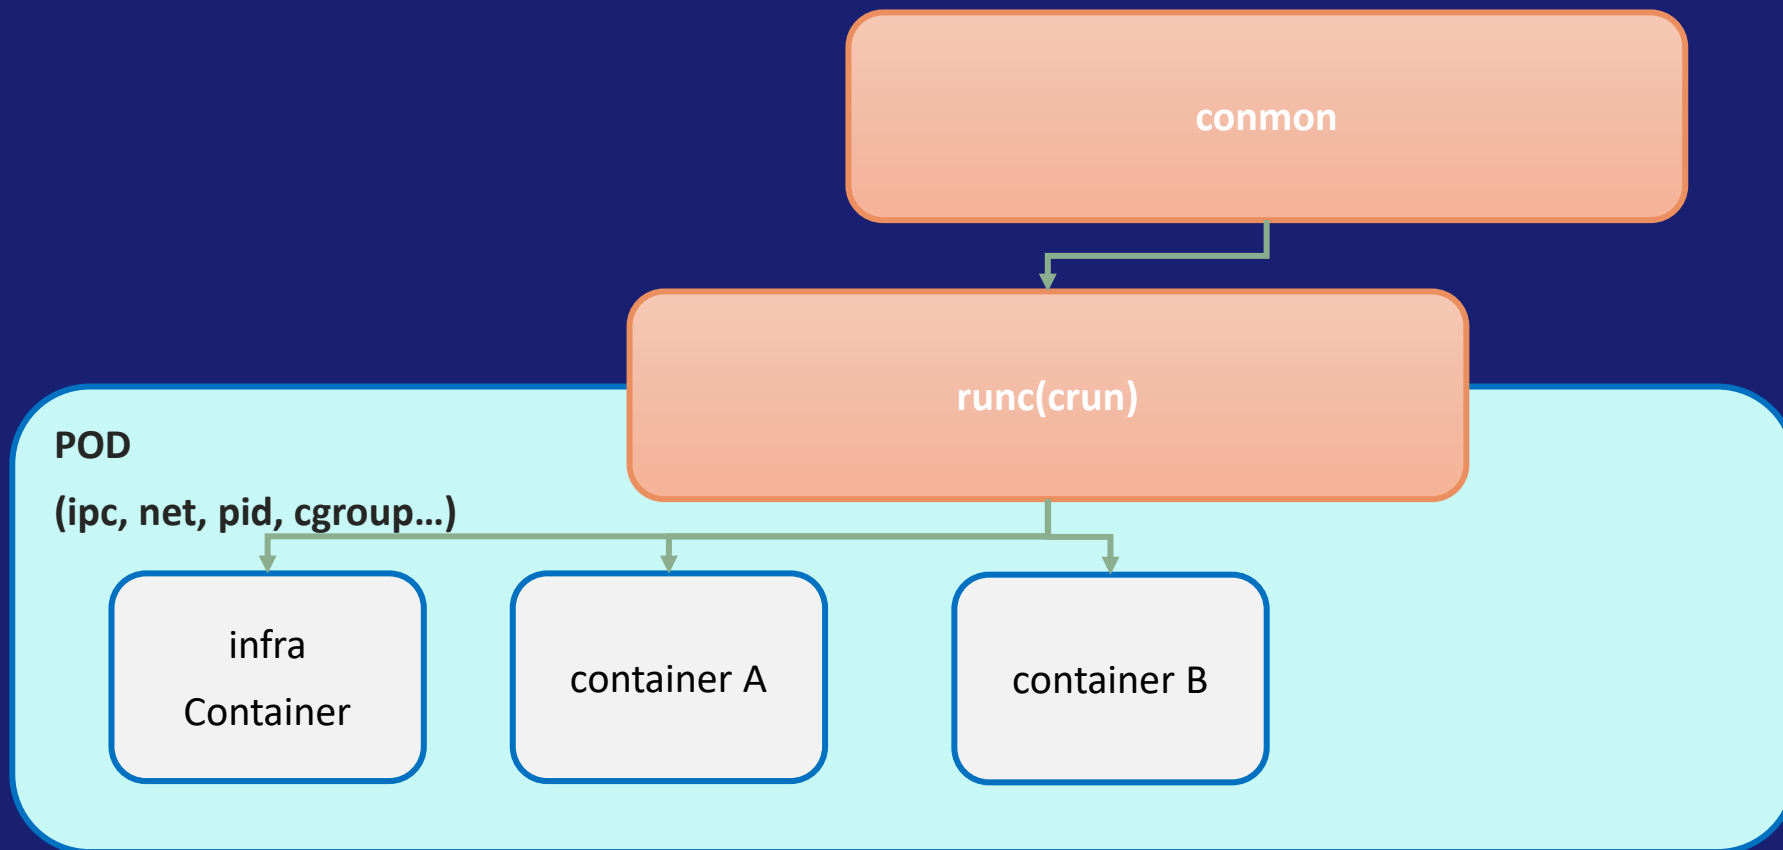 conmon
runc(crun)
POD
(ipc, net, pid, cgroup…)
infra
Container
container A
container B